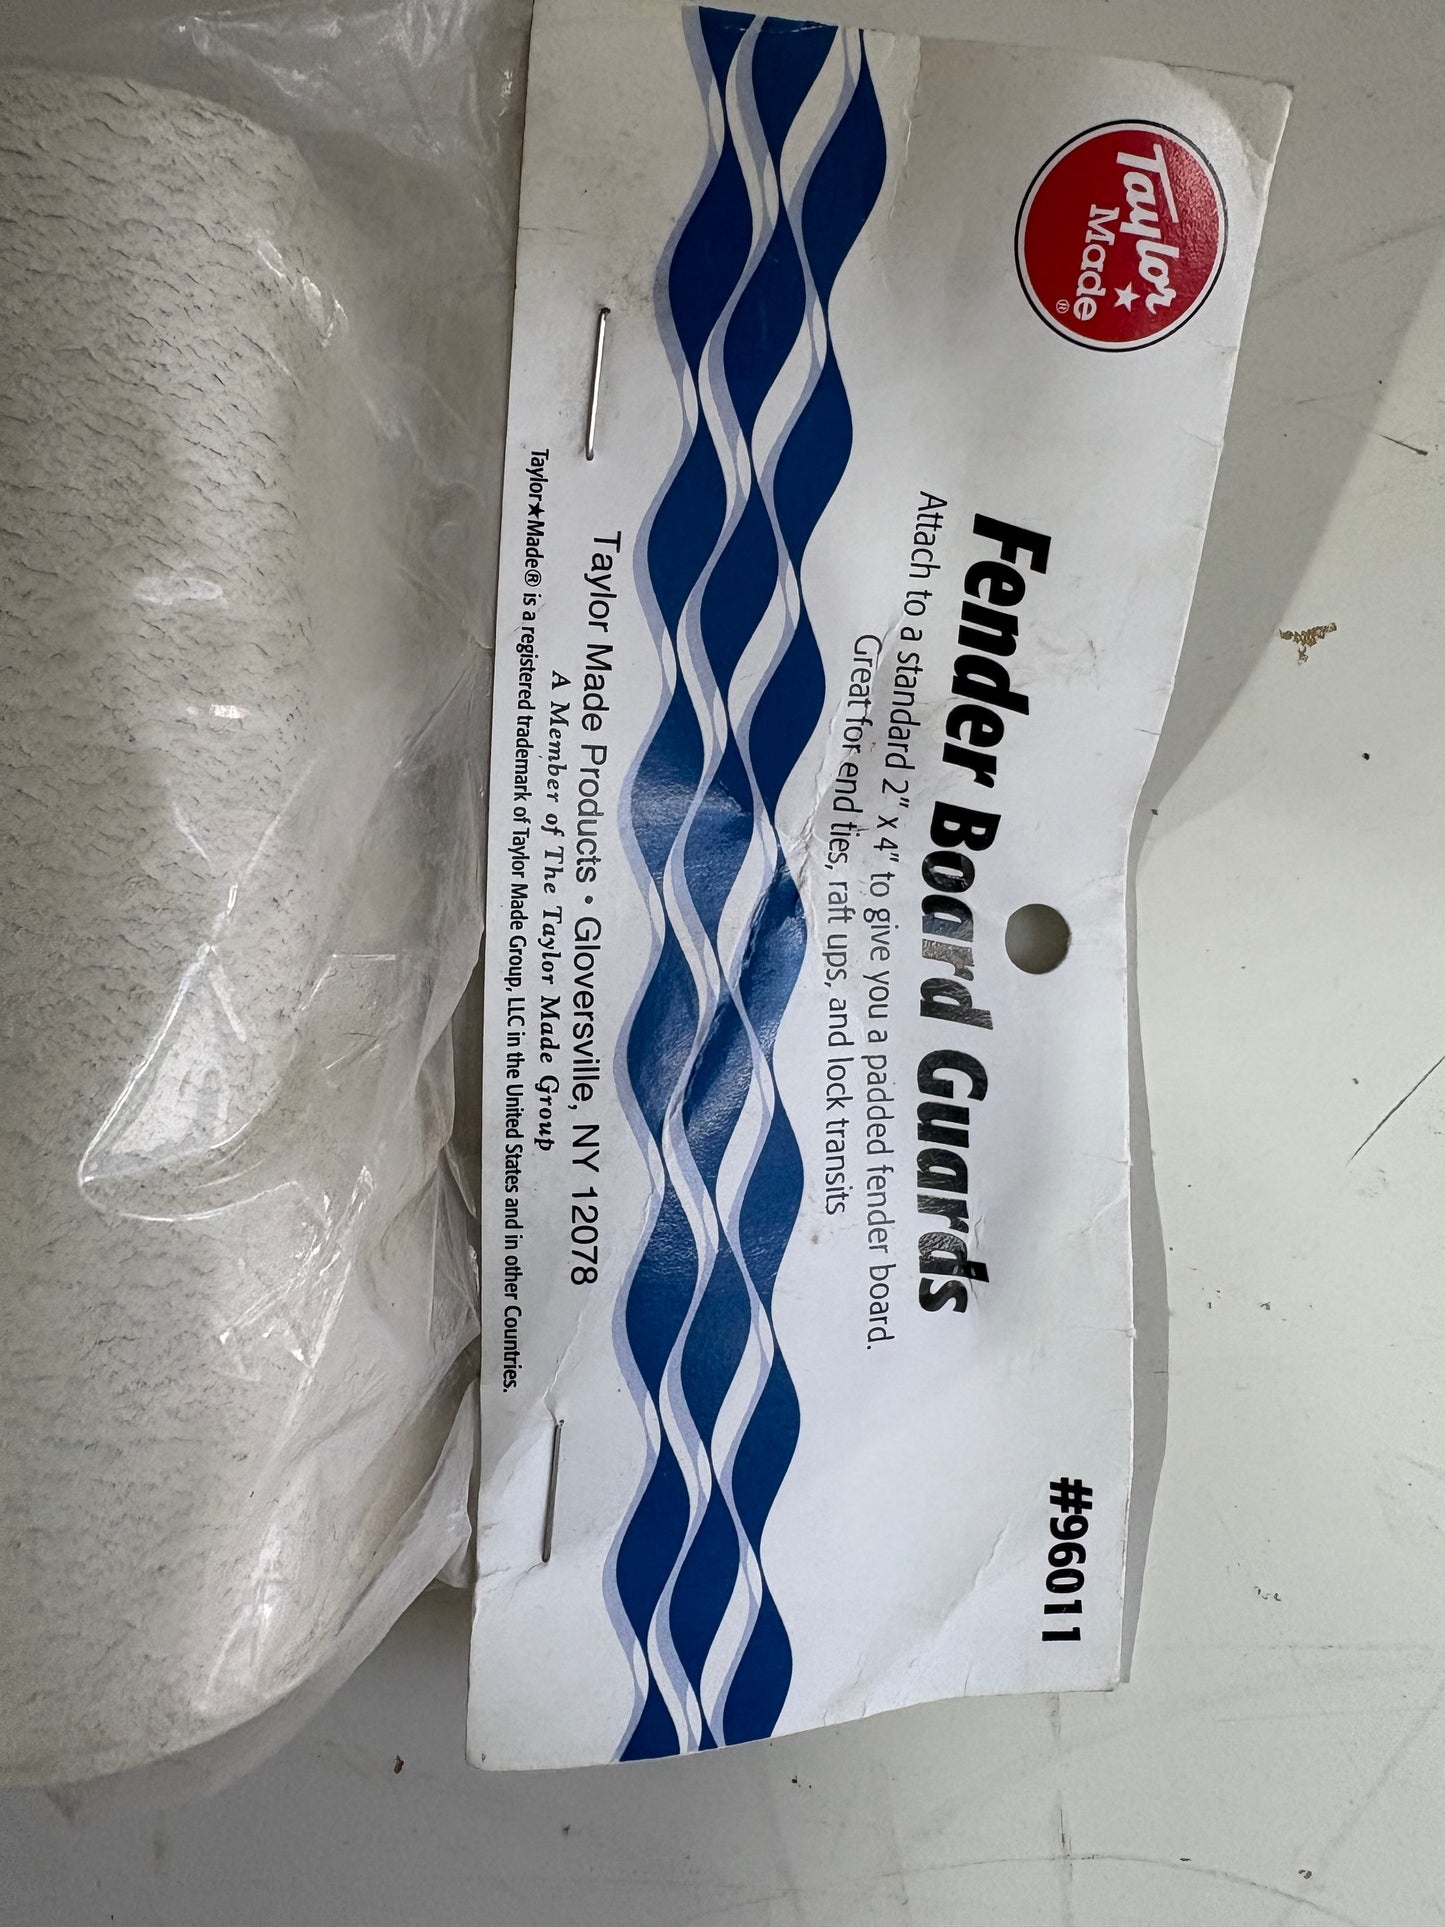 Taylor
Made®
#96011
Fender Board Guards
Attach to a standard 2" x 4" to give you a padded fender board.
Great for end ties, raft ups, and lock transits
Taylor Made Products • Gloversville, NY 12078
A Member of The Taylor Made Group
Taylor★Made® is a registered trademark of Taylor Made Group, LLC in the United States and in other Countries.